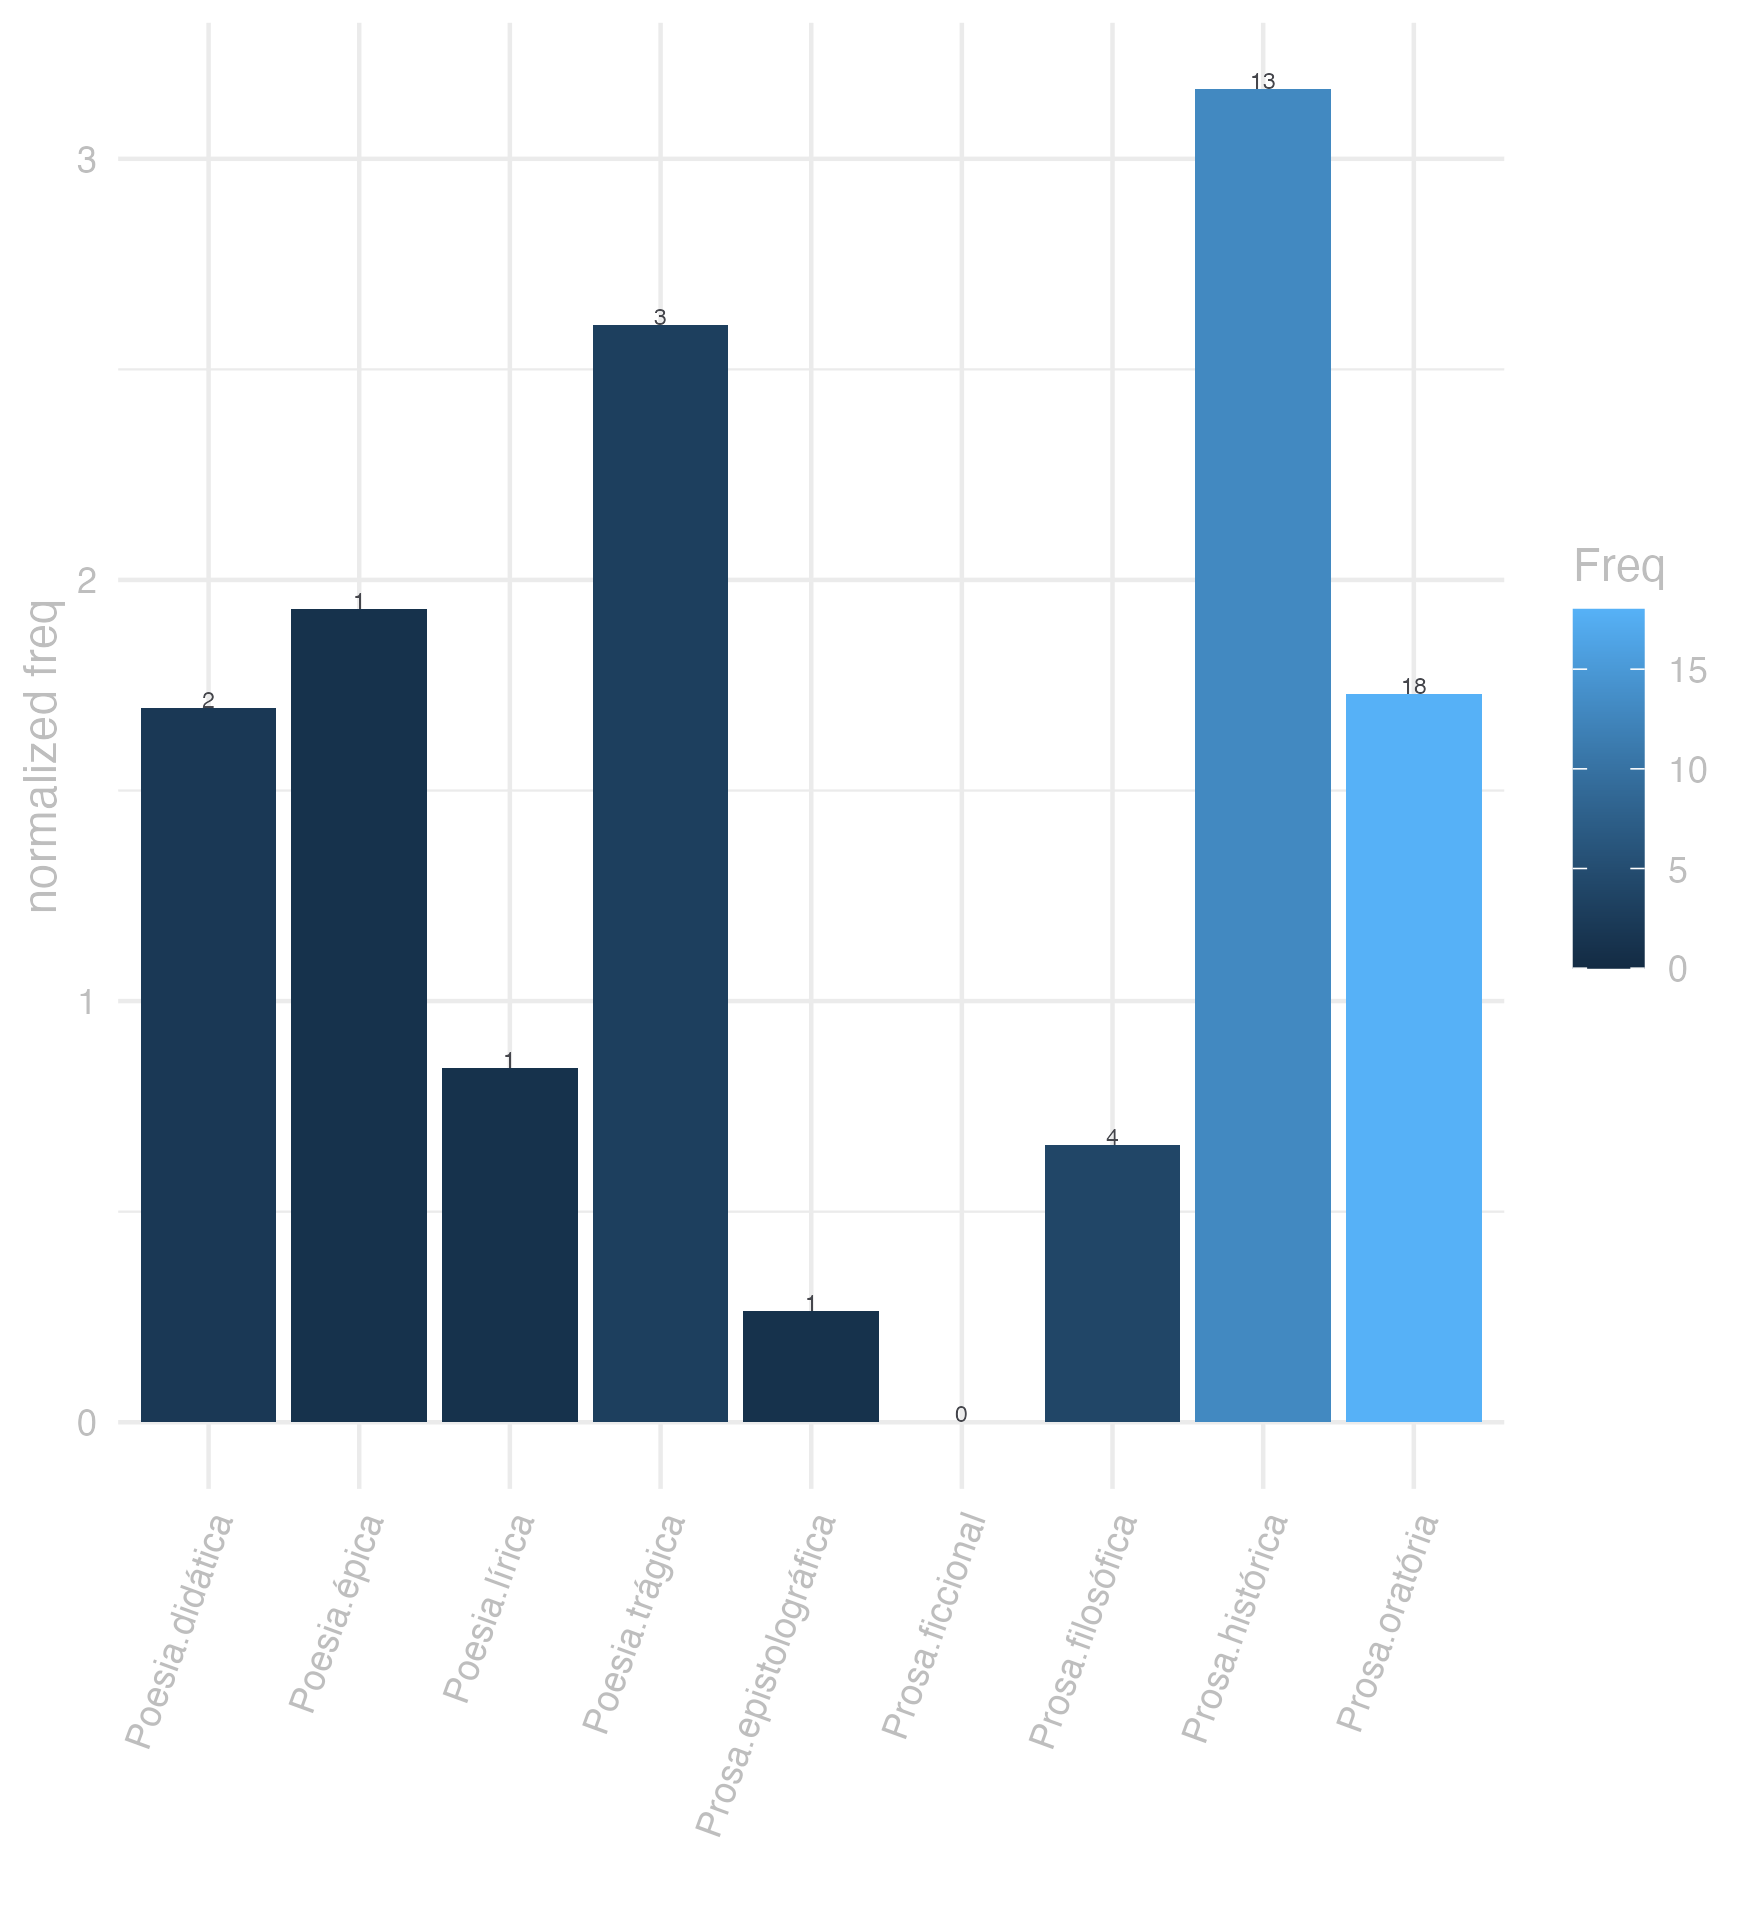 normalized freq
3
2
1
0
2
1
1
3
1
0
4
13
18
Poesia.didática
Poesia.épica
Poesia.lírica
Poesia.trágica
Prosa.epistolográfica
Prosa.ficcional
Prosa.filosófica
Prosa.histórica
Prosa.oratória
Freq
15
10
5
0